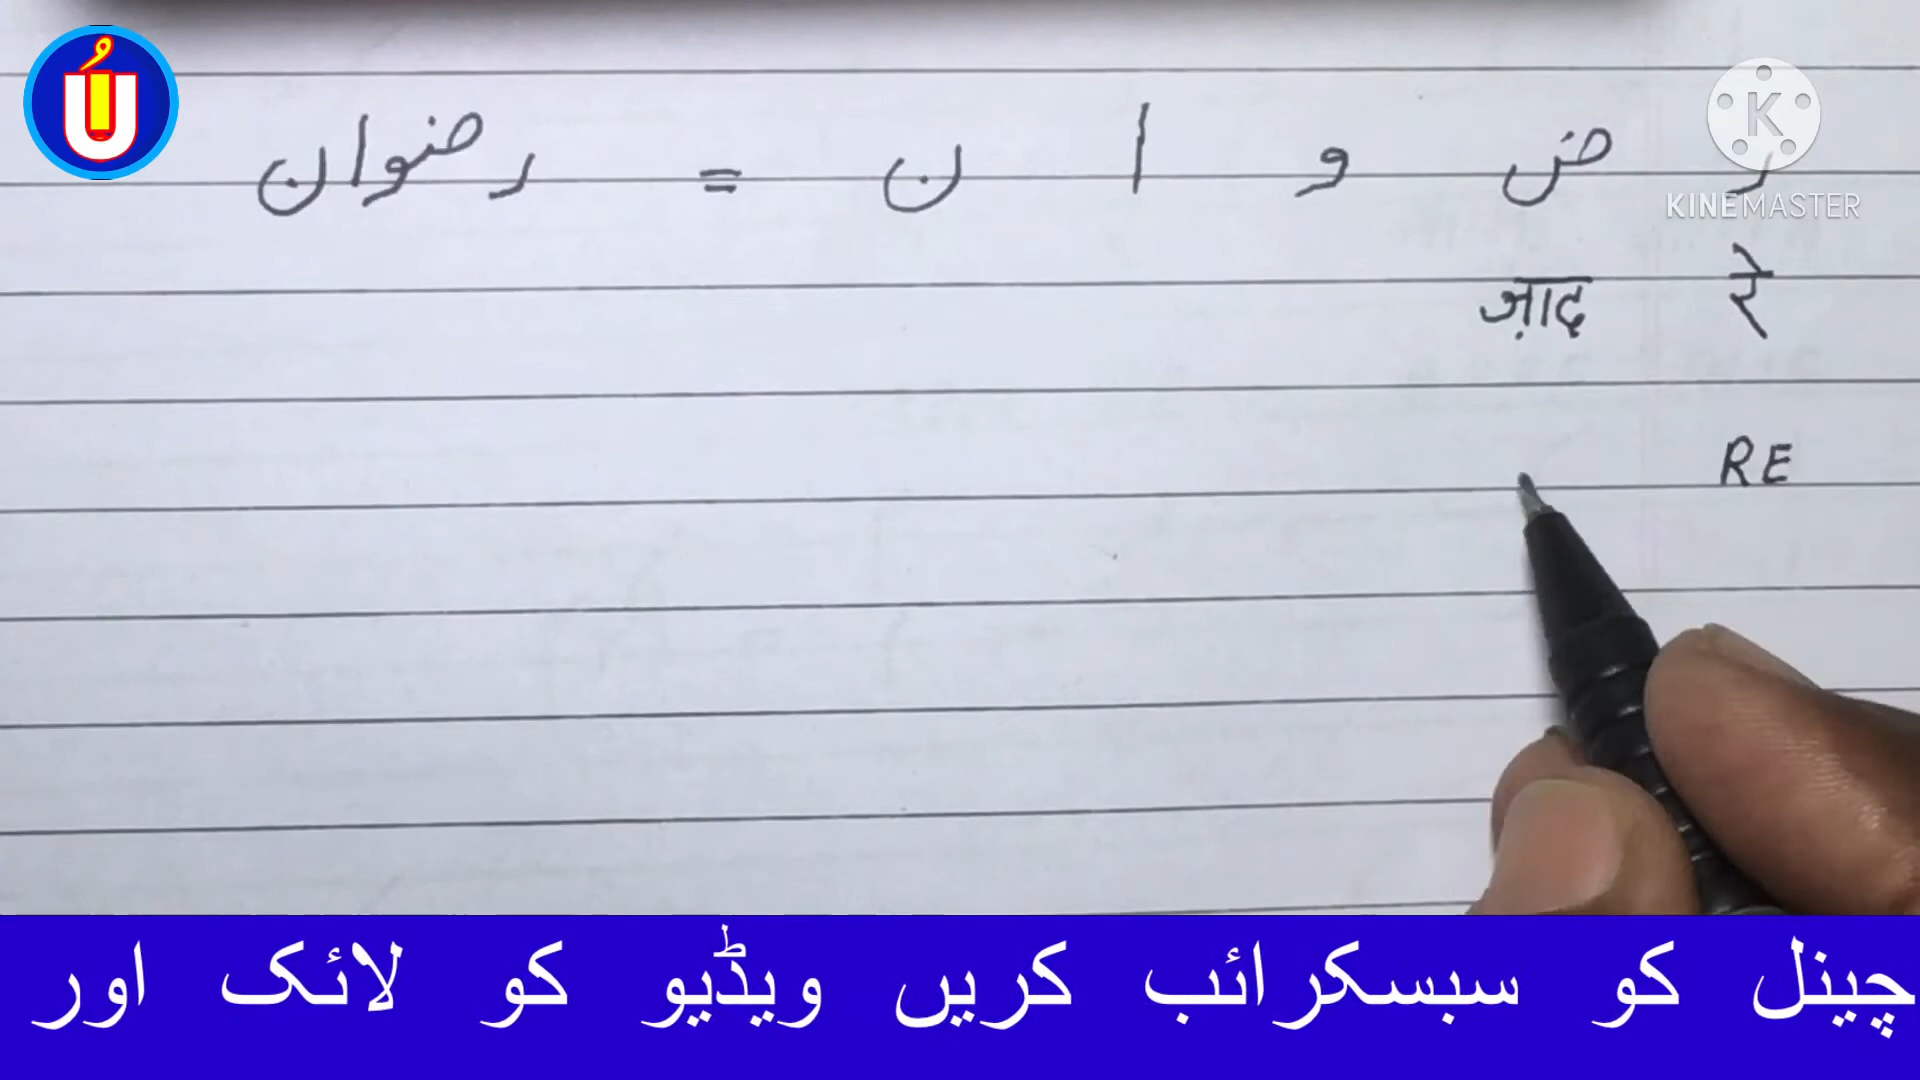 ر ض و ا ن = رضوان
रे ज़ाद
RE
KINEMASTER
چینل کو سبسکرائب کریں ویڈیو کو لائک اور